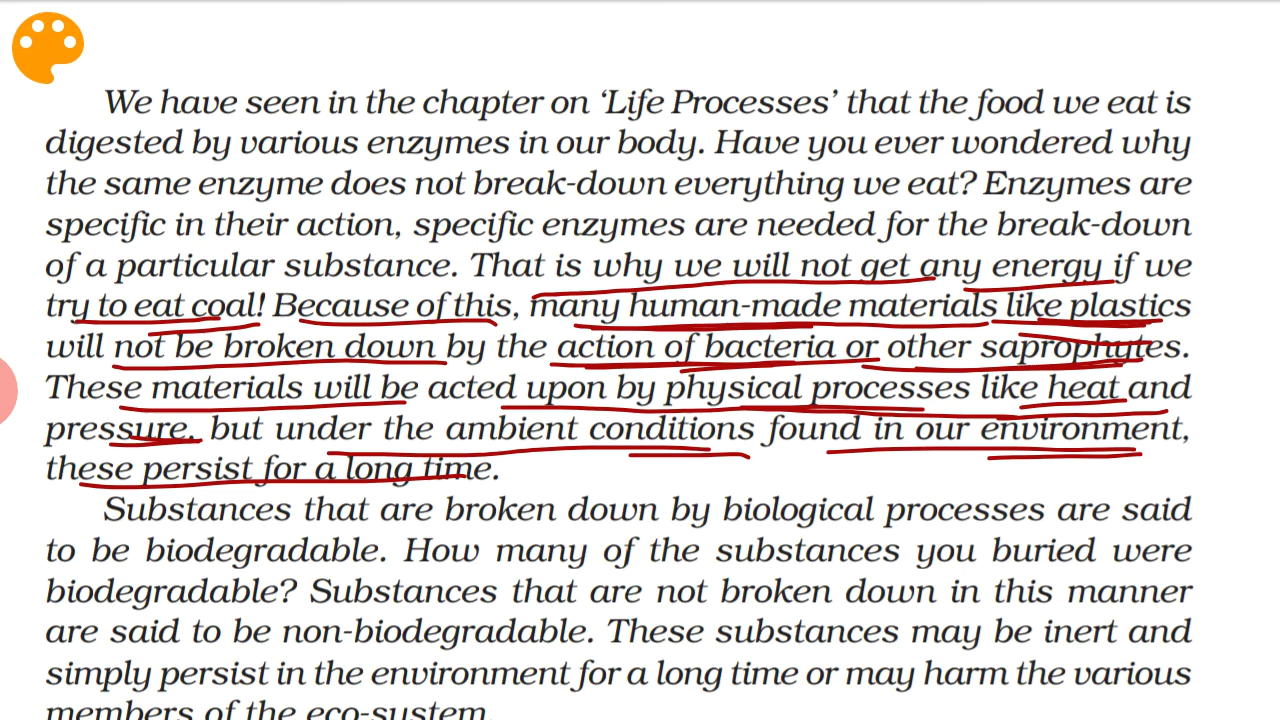 We have seen in the chapter on ‘Life Processes’ that the food we eat is
digested by various enzymes in our body. Have you ever wondered why
the same enzyme does not break-down everything we eat? Enzymes are
specific in their action, specific enzymes are needed for the break-down
of a particular substance. That is why we will not get any energy if we
try to eat coal! Because of this, many human-made materials like plastics
will not be broken down by the action of bacteria or other saprophytes.
These materials will be acted upon by physical processes like heat and
pressure, but under the ambient conditions found in our environment,
these persist for a long time.
Substances that are broken down by biological processes are said
to be biodegradable. How many of the substances you buried were
biodegradable? Substances that are not broken down in this manner
are said to be non-biodegradable. These substances may be inert and
simply persist in the environment for a long time or may harm the various
members of the eco-system.